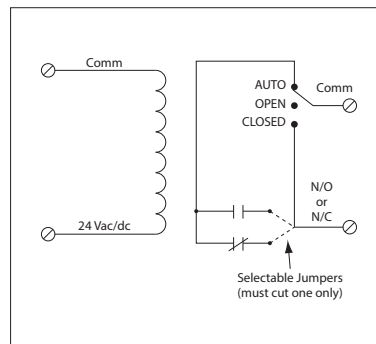 Comm
AUTO
OPEN
CLOSED
Comm
24 Vac/dc
N/O
or
N/C
Selectable Jumpers
(must cut one only)